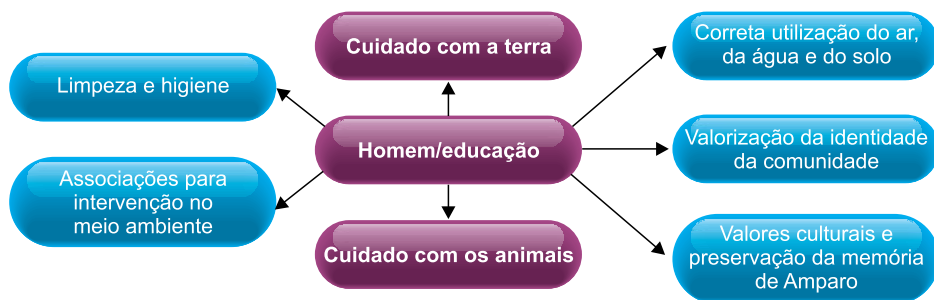 Limpeza e higiene
Associações para
intervenção no
meio ambiente
Cuidado com a terra
Homem/educação
Cuidado com os animais
Correta utilização do ar,
da água e do solo
Valorização da identidade
da comunidade
Valores culturais e
preservação da memória
de Amparo